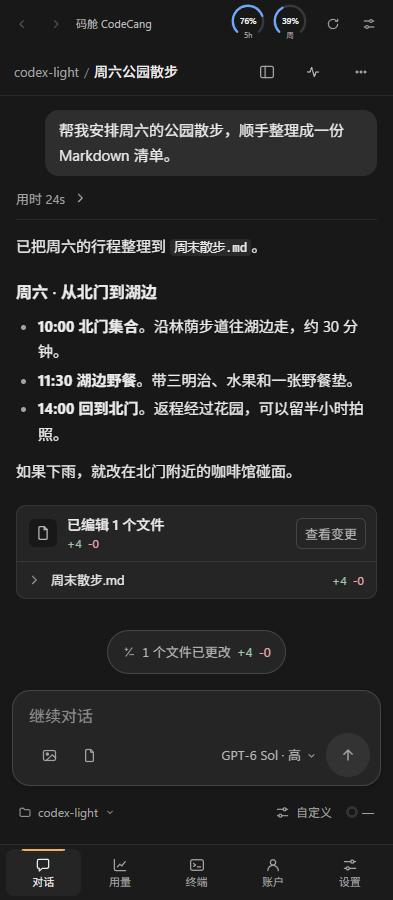 码舱 CodeCang
76%
5h
39%
周
codex-light / 周六公园散步
帮我安排周六的公园散步，顺手整理成一份
Markdown 清单。
用时 24s
已把周六的行程整理到 周末散步.md 。
周六 · 从北门到湖边
10:00 北门集合。沿林荫步道往湖边走，约 30 分
钟。
11:30 湖边野餐。带三明治、水果和一张野餐垫。
14:00 回到北门。返程经过花园，可以留半小时拍
照。
如果下雨，就改在北门附近的咖啡馆碰面。
已编辑 1 个文件
+4 -0
查看变更
周末散步.md
+4 -0
1 个文件已更改 +4 -0
继续对话
GPT-6 Sol · 高
codex-light
自定义
—
对话
用量
终端
账户
设置